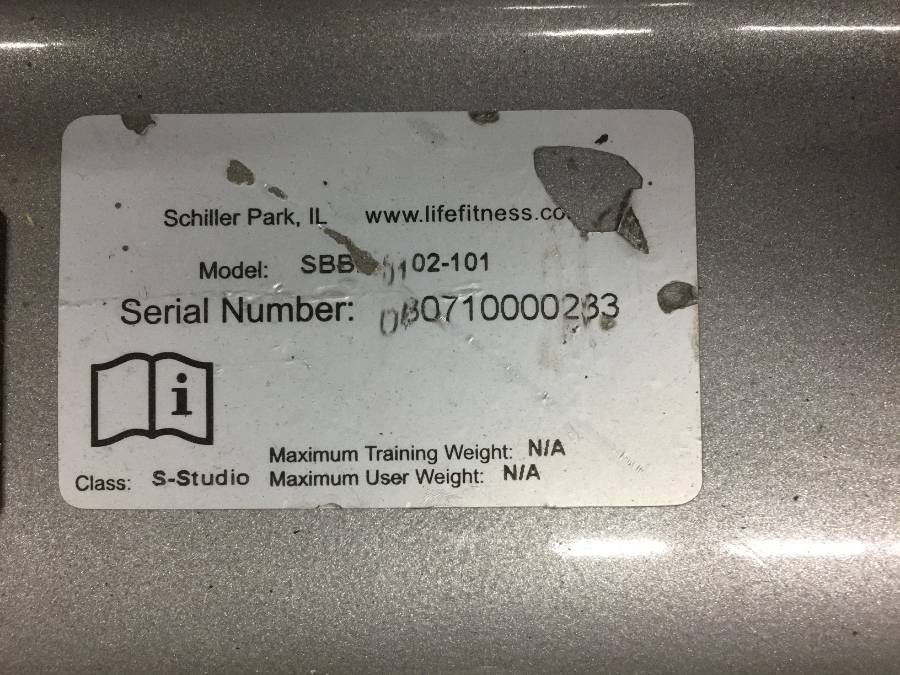 Schiller Park, IL www.lifefitness.co
Model:
Serial Number:
i
Maximum Training Weight: N/A
Class: S-Studio Maximum User Weight: N/A